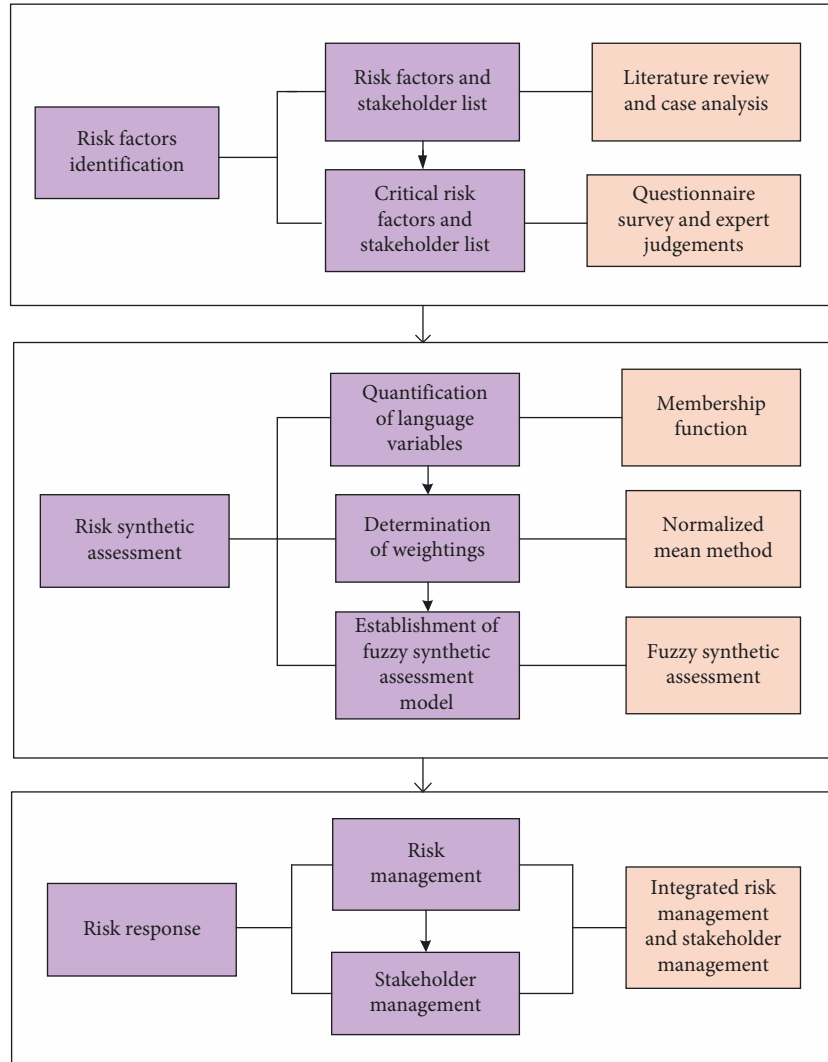 Risk factors
identification
Risk factors and
stakeholder list
Literature review
and case analysis
Critical risk
factors and
stakeholder list
Questionnaire
survey and expert
judgements
Risk synthetic
assessment
Quantification
of language
variables
Membership
function
Determination
of weightings
Normalized
mean method
Establishment of
fuzzy synthetic
assessment
model
Fuzzy synthetic
assessment
Risk response
Risk
management
Stakeholder
management
Integrated risk
management
and stakeholder
management